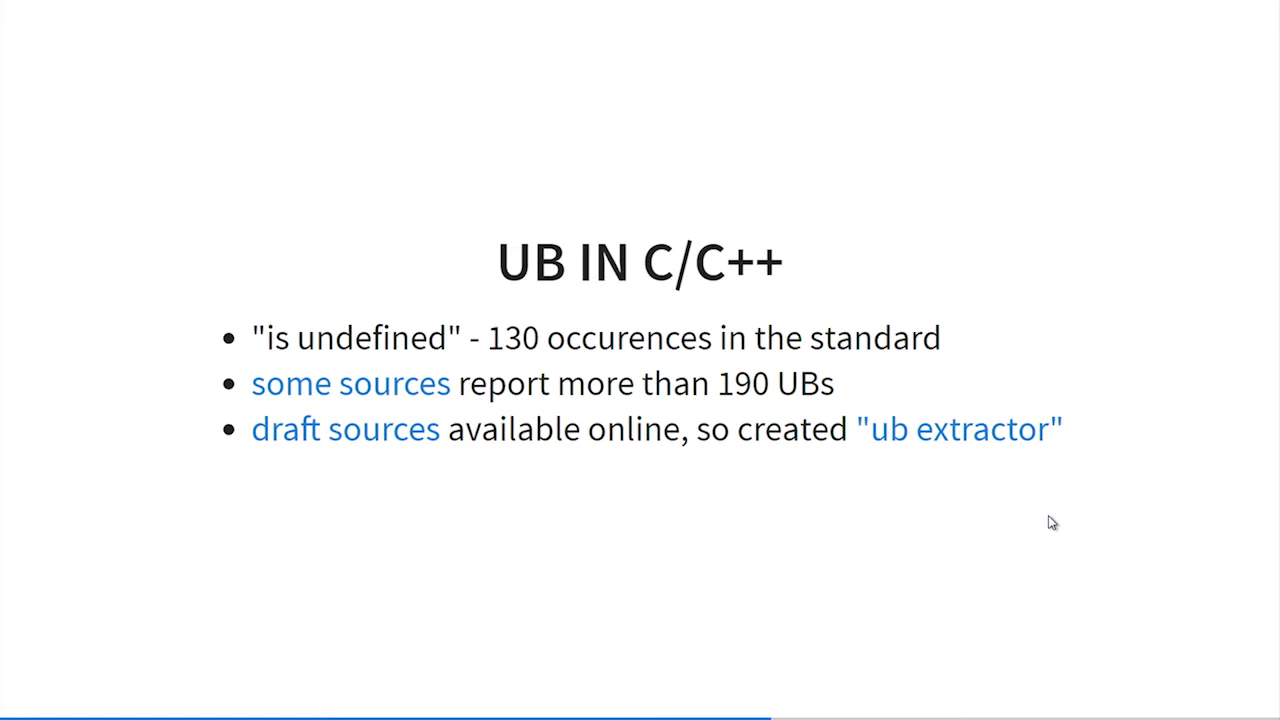 UB IN C/C++
• "is undefined" - 130 occurences in the standard
• some sources report more than 190 UBs
• draft sources available online, so created "ub extractor"